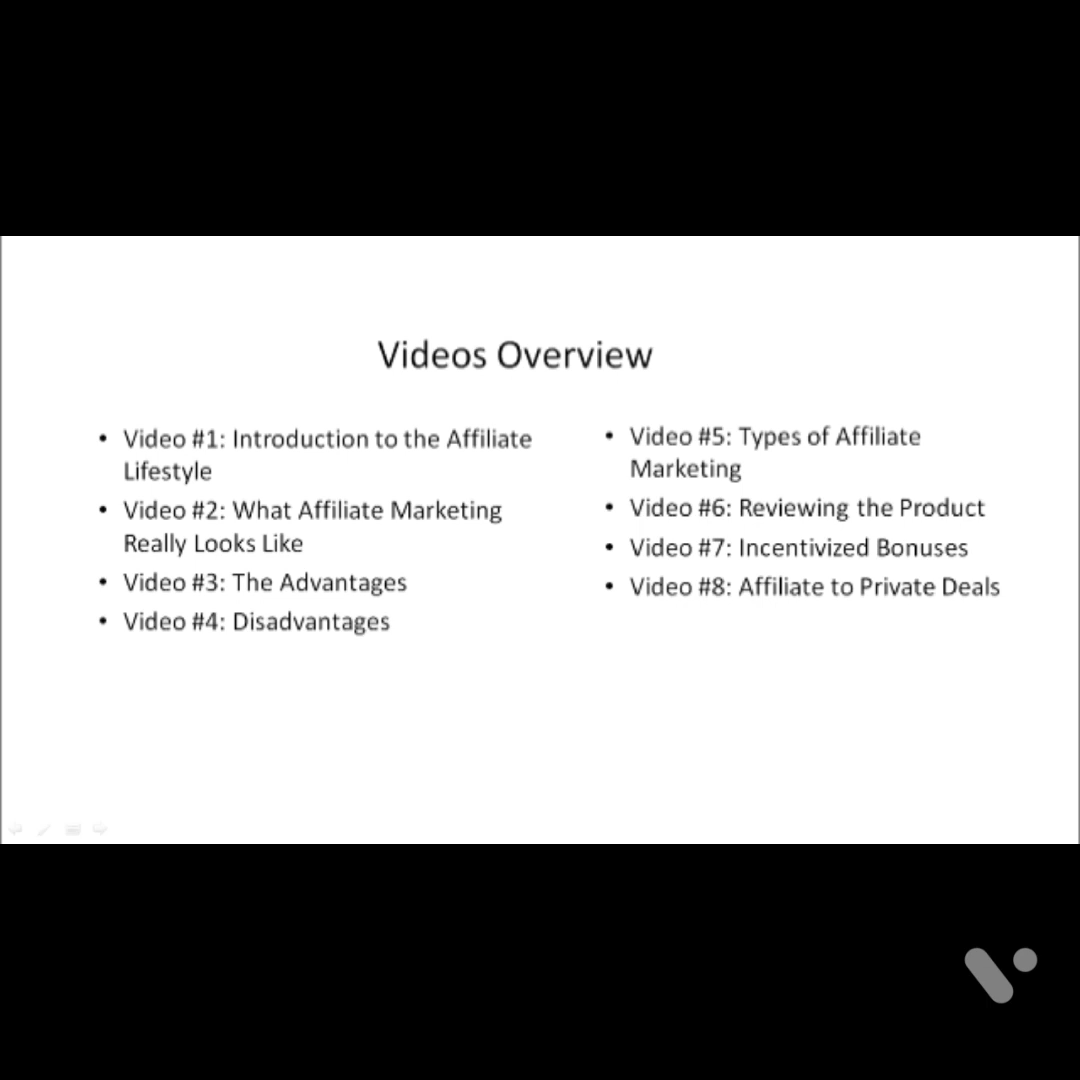 Videos Overview
• Video #1: Introduction to the Affiliate
Lifestyle
• Video #2: What Affiliate Marketing
Really Looks Like
• Video #3: The Advantages
• Video #4: Disadvantages
• Video #5: Types of Affiliate
Marketing
• Video #6: Reviewing the Product
• Video #7: Incentivized Bonuses
• Video #8: Affiliate to Private Deals